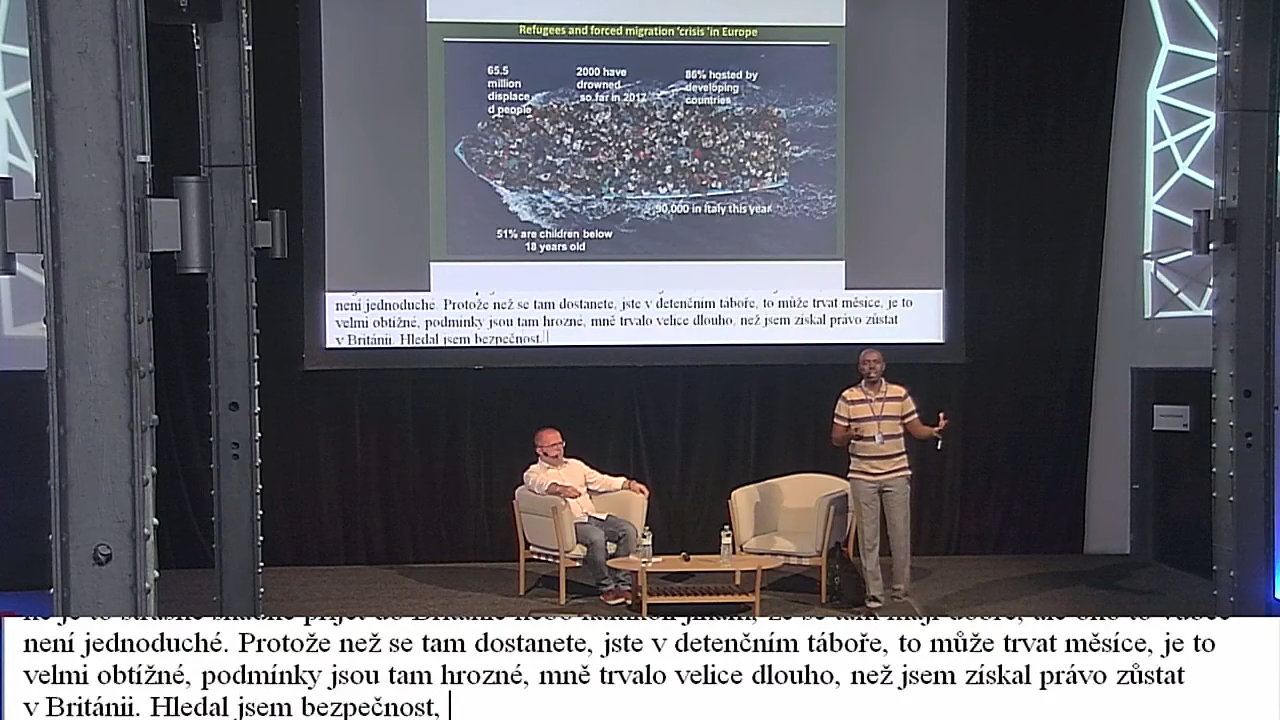 Refugees and forced migration 'crisis 'in Europe
65.5
million
displace
d people
2000 have
drowned
so far in 2017
86% hosted by
developing
countries
90,000 in Italy this year
51% are children below
18 years old
není jednoduché. Protože než se tam dostanete, jste v detenčním táboře, to může trvat měsíce, je to
velmi obtížné, podmínky jsou tam hrozné, mně trvalo velice dlouho, než jsem získal právo zůstat
v Británii. Hledal jsem bezpečnost,
není jednoduché. Protože než se tam dostanete, jste v detenčním táboře, to může trvat měsíce, je to
velmi obtížné, podmínky jsou tam hrozné, mně trvalo velice dlouho, než jsem získal právo zůstat
v Británii. Hledal jsem bezpečnost,